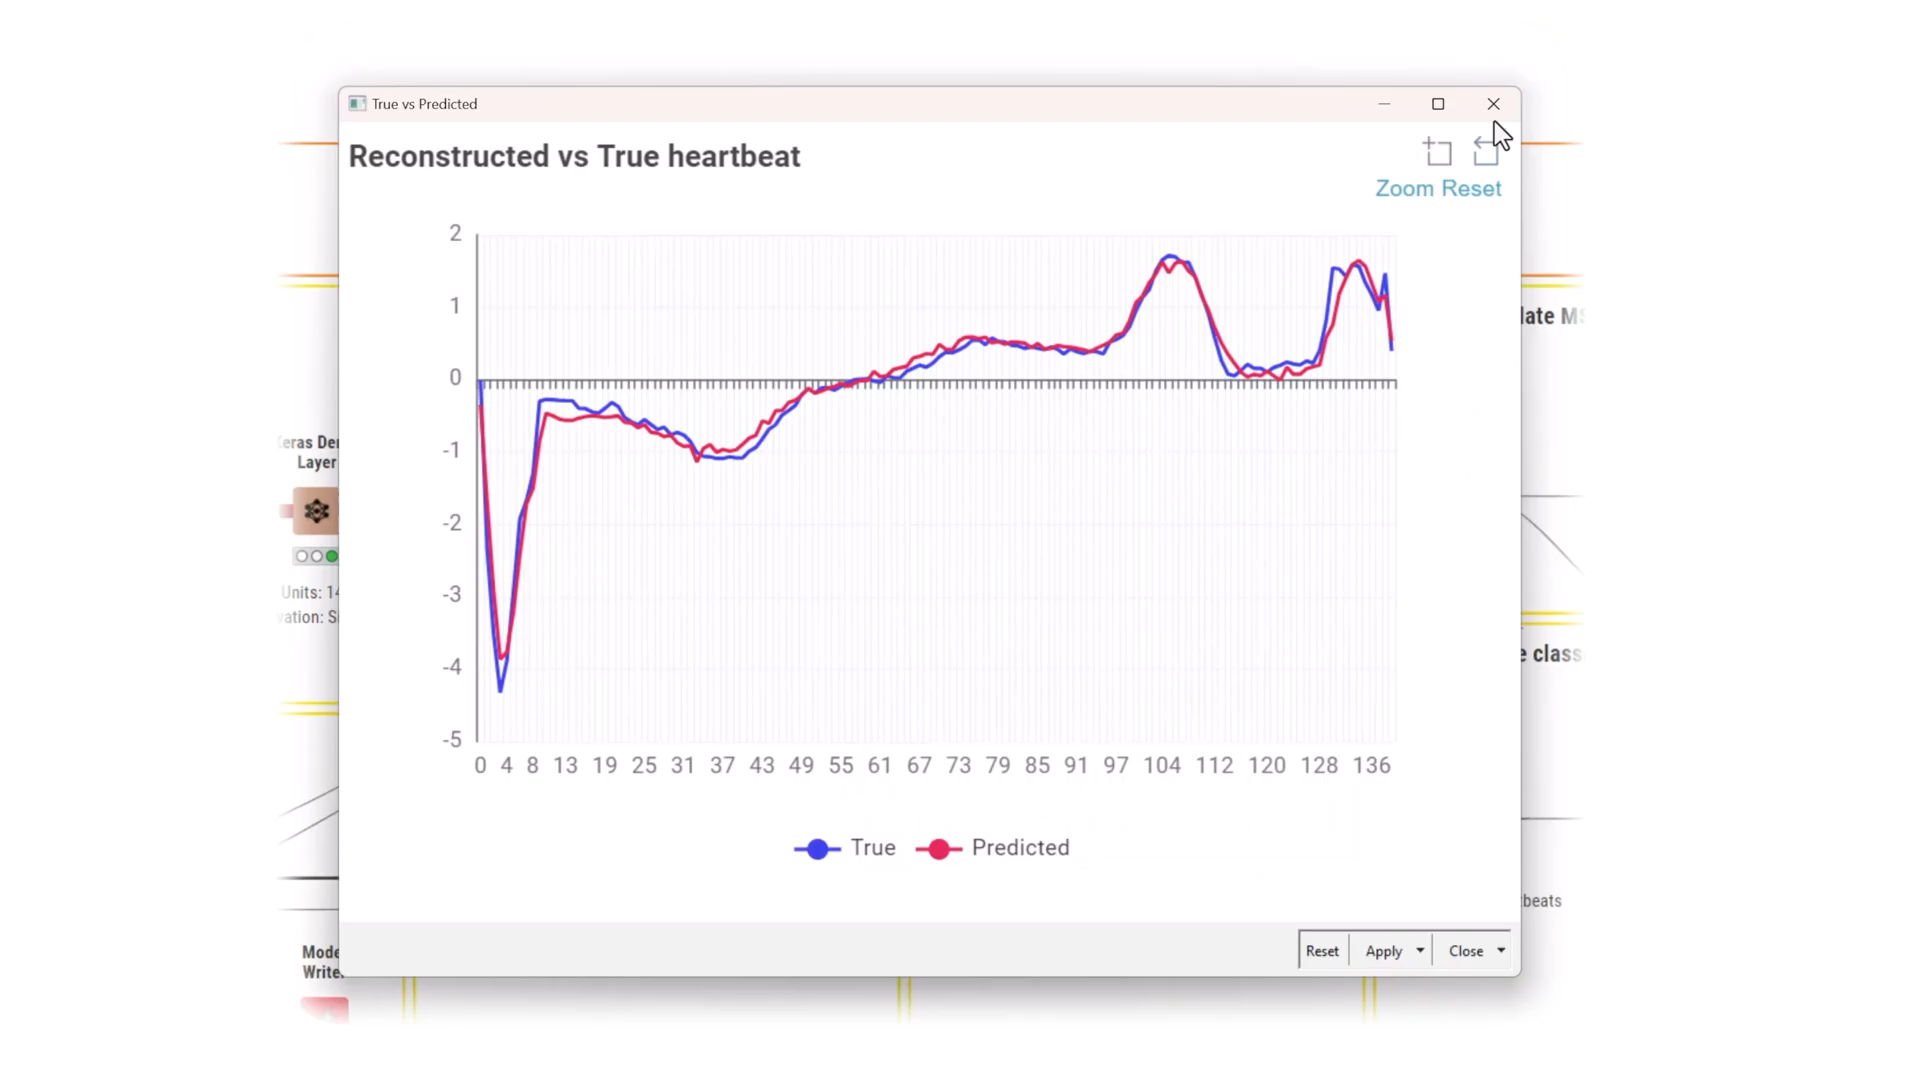 True vs Predicted
Reconstructed vs True heartbeat
Zoom Reset
2
1
0
-1
-2
-3
-4
-5
0 4 8 13 19 25 31 37 43 49 55 61 67 73 79 85 91 97 104 112 120 128 136
True Predicted
Reset Apply Close
eras De
Layer
Units: 14
vation: Si
Mode
Write
late MS
e class
beats